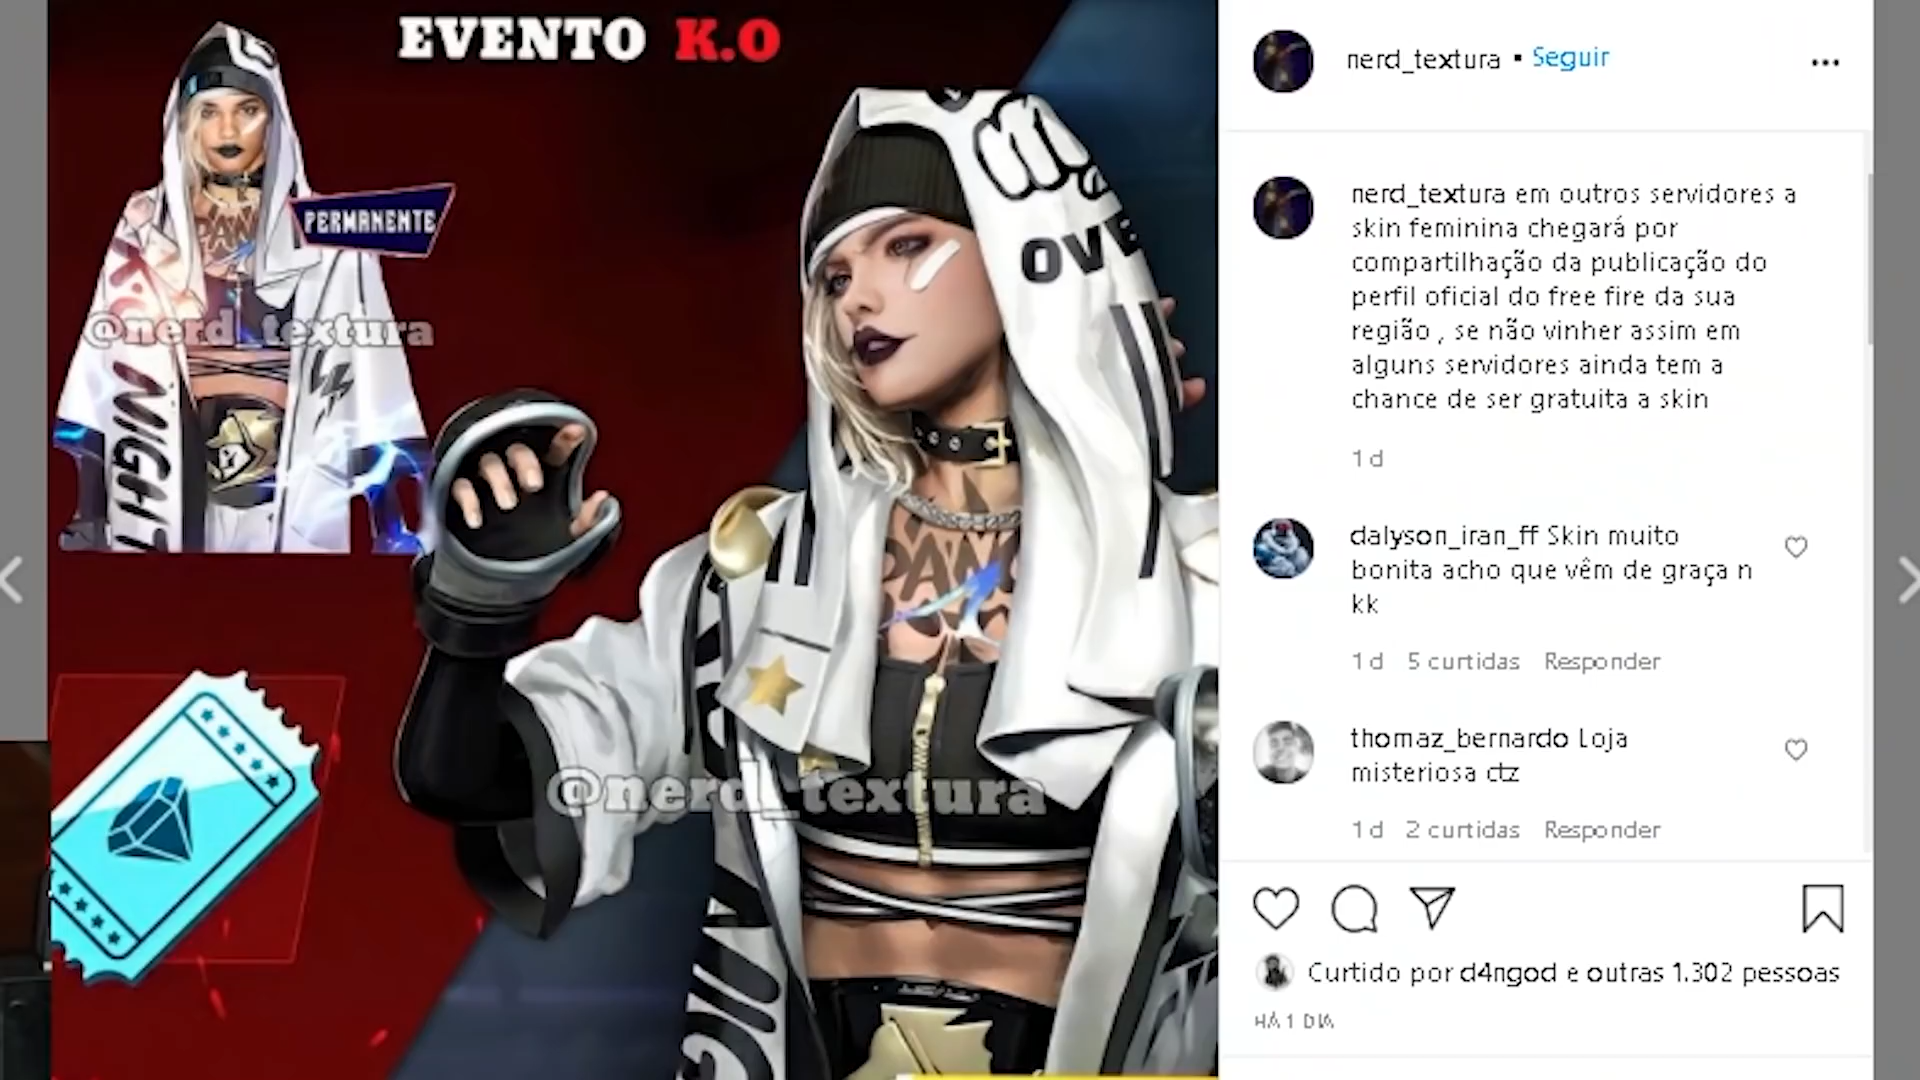 EVENTO K.O
PERMANENTE
@nerd_textura
NIGHT
OVE
@nerd_textura
nerd_textura • Seguir
nerd_textura em outros servidores a
skin feminina chegará por
compartilhação da publicação do
perfil oficial do free fire da sua
região , se não vinher assim em
alguns servidores ainda tem a
chance de ser gratuita a skin
1 d
dalyson_iran_ff Skin muito
bonita acho que vêm de graça n
kk
1 d 5 curtidas Responder
thomaz_bernardo Loja
misteriosa ctz
1 d 2 curtidas Responder
Curtido por d4ngod e outras 1.302 pessoas
HÁ 1 DIA